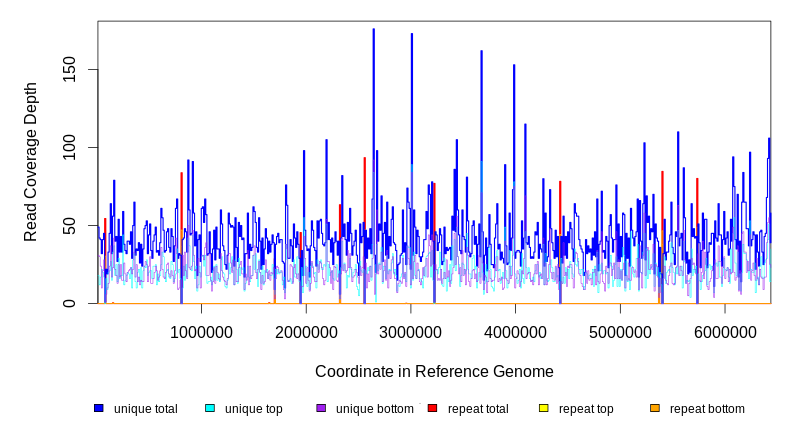 Read Coverage Depth
150
100
50
0
1000000 2000000 3000000 4000000 5000000 6000000
Coordinate in Reference Genome
unique total unique top unique bottom repeat total repeat top repeat bottom